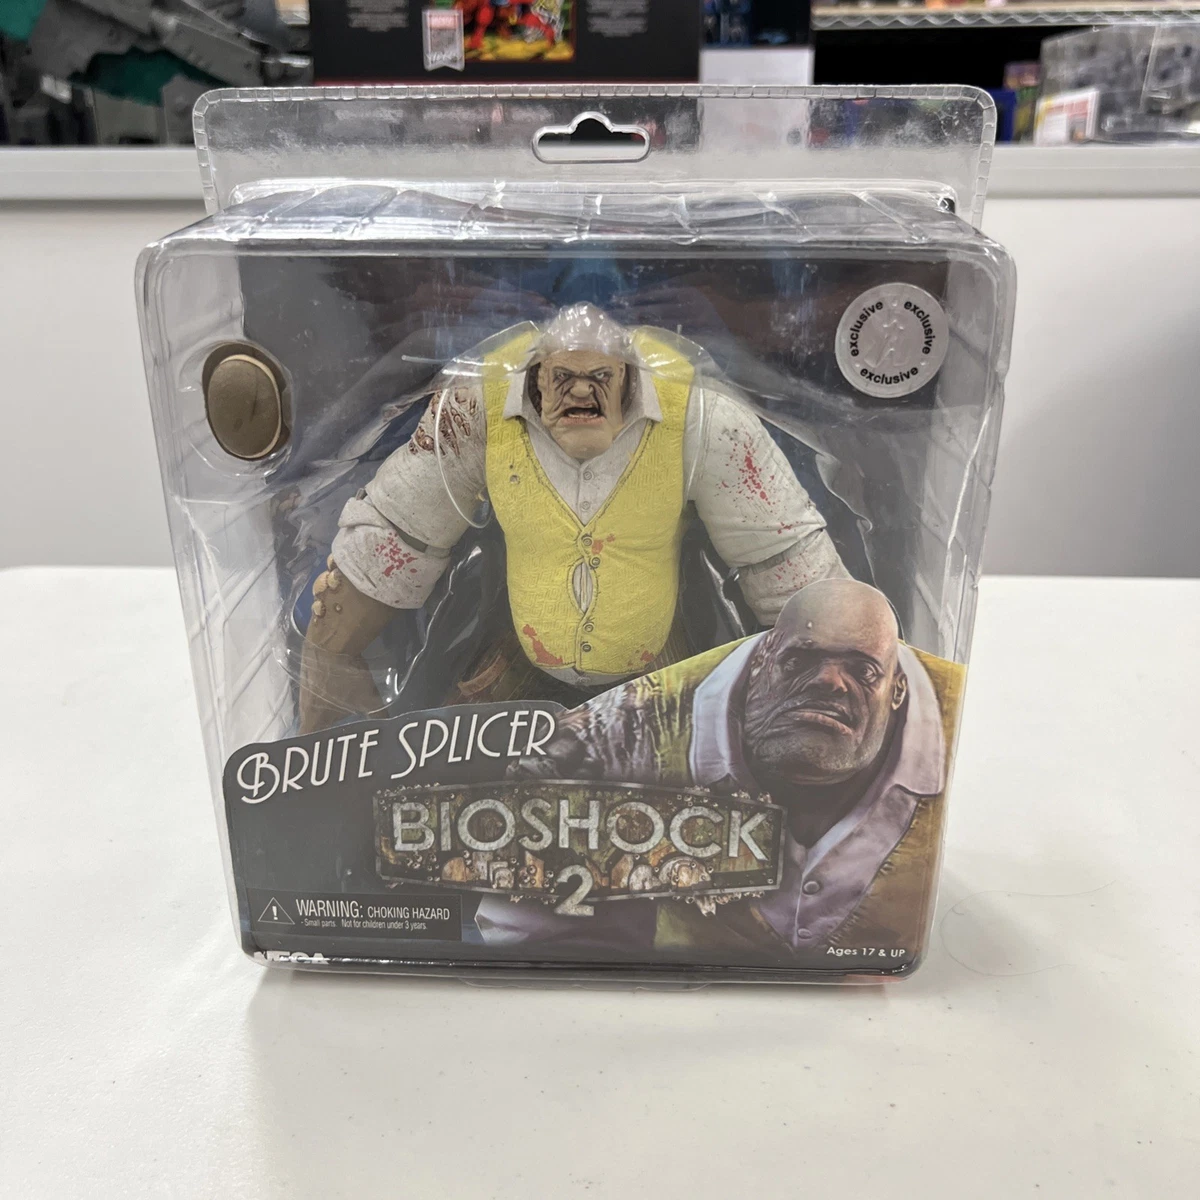 exclusive
exclusive
exclusive
BRUTE SPLICER
BIOSHOCK
2
WARNING: CHOKING HAZARD
- Small parts. Not for children under 3 years.
NECA
Ages 17 & UP